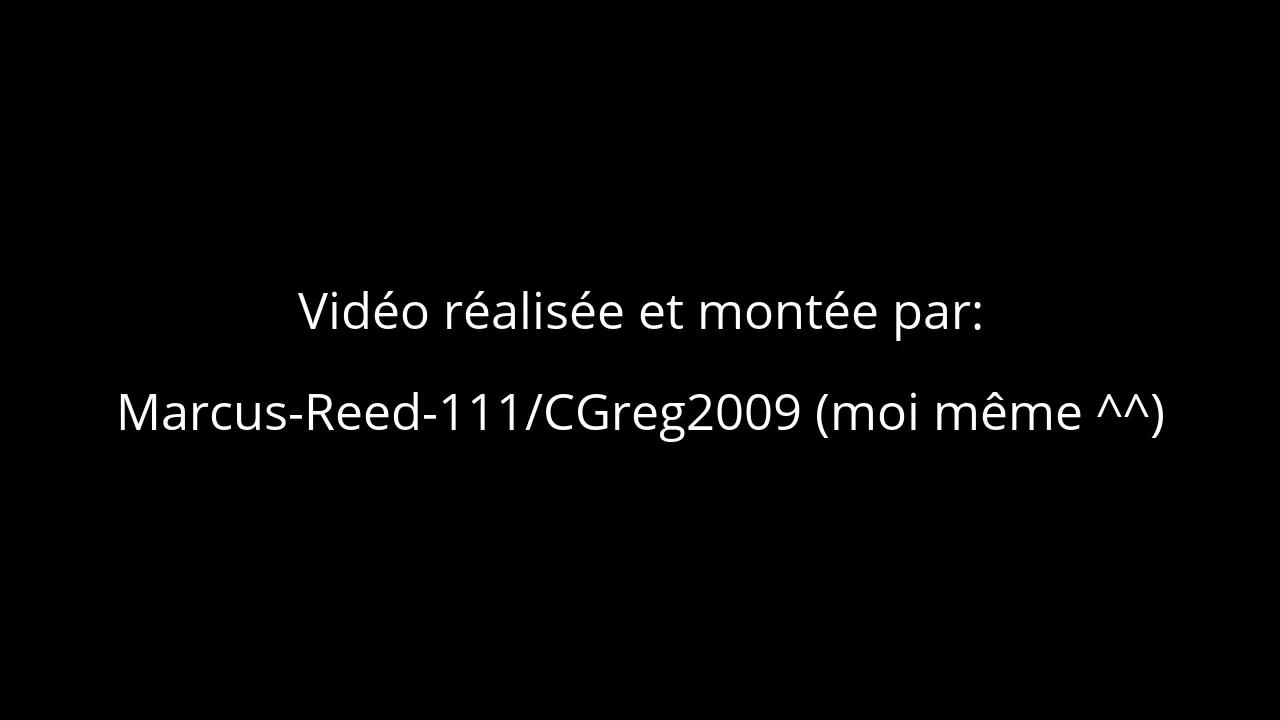 Vidéo réalisée et montée par:
Marcus-Reed-111/CGreg2009 (moi même ^^)